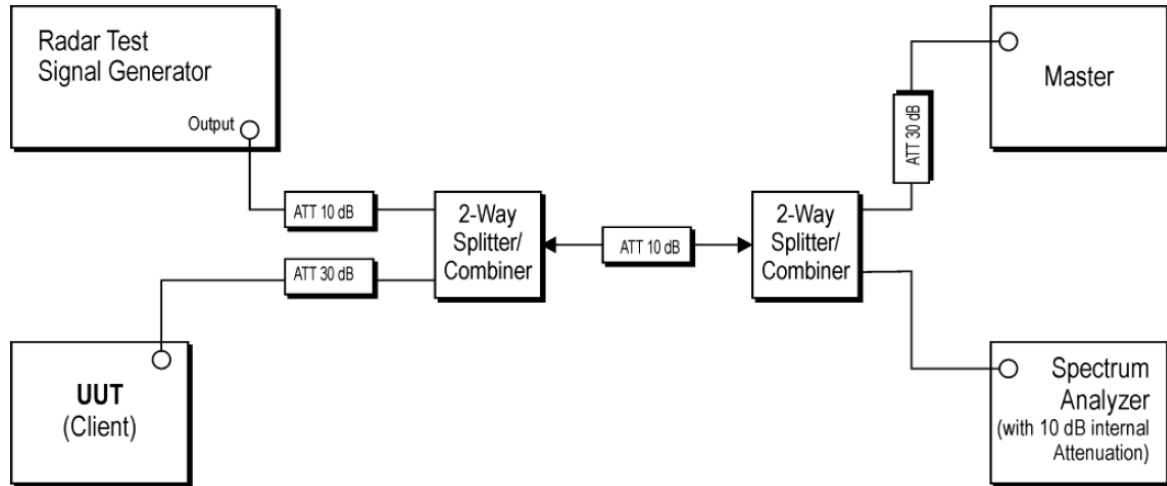 Radar Test
Signal Generator
Output
ATT 10 dB
2-Way
Splitter/
Combiner
ATT 30 dB
ATT 10 dB
2-Way
Splitter/
Combiner
ATT 30 dB
Master
UUT
(Client)
Spectrum
Analyzer
(with 10 dB internal
Attenuation)